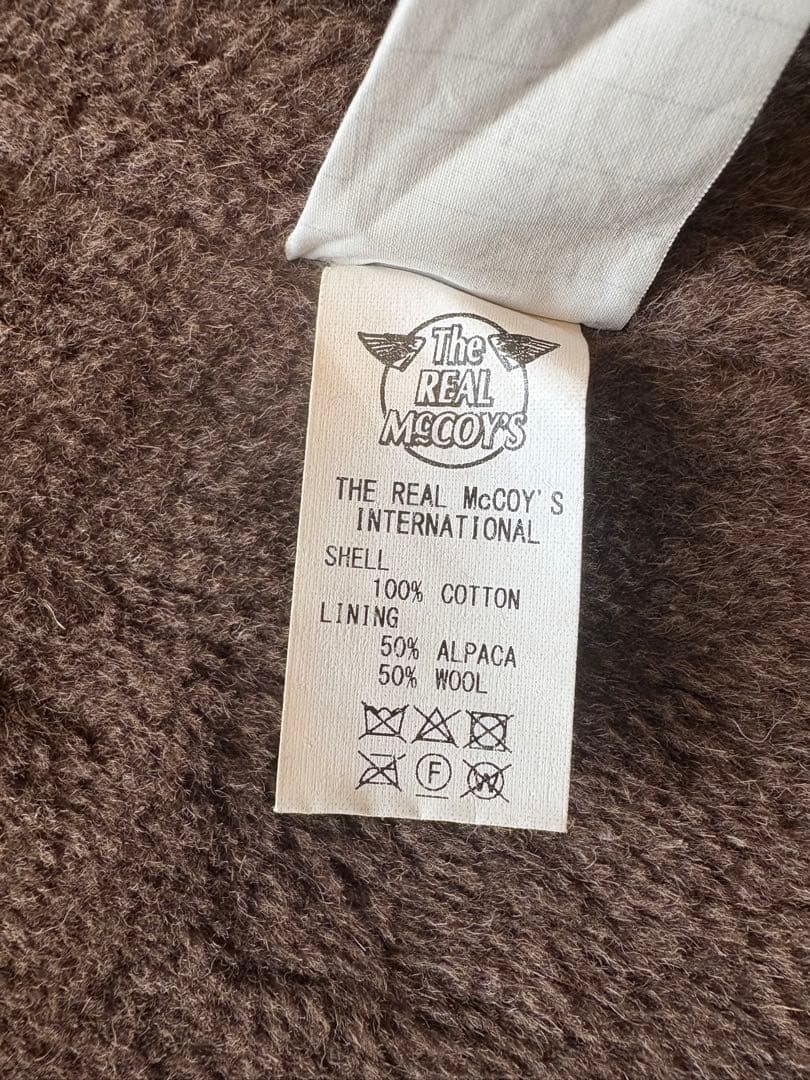 The
REAL
McCOY'S
THE REAL McCOY'S
INTERNATIONAL
SHELL
100% COTTON
LINING
50% ALPACA
50% WOOL
F
W